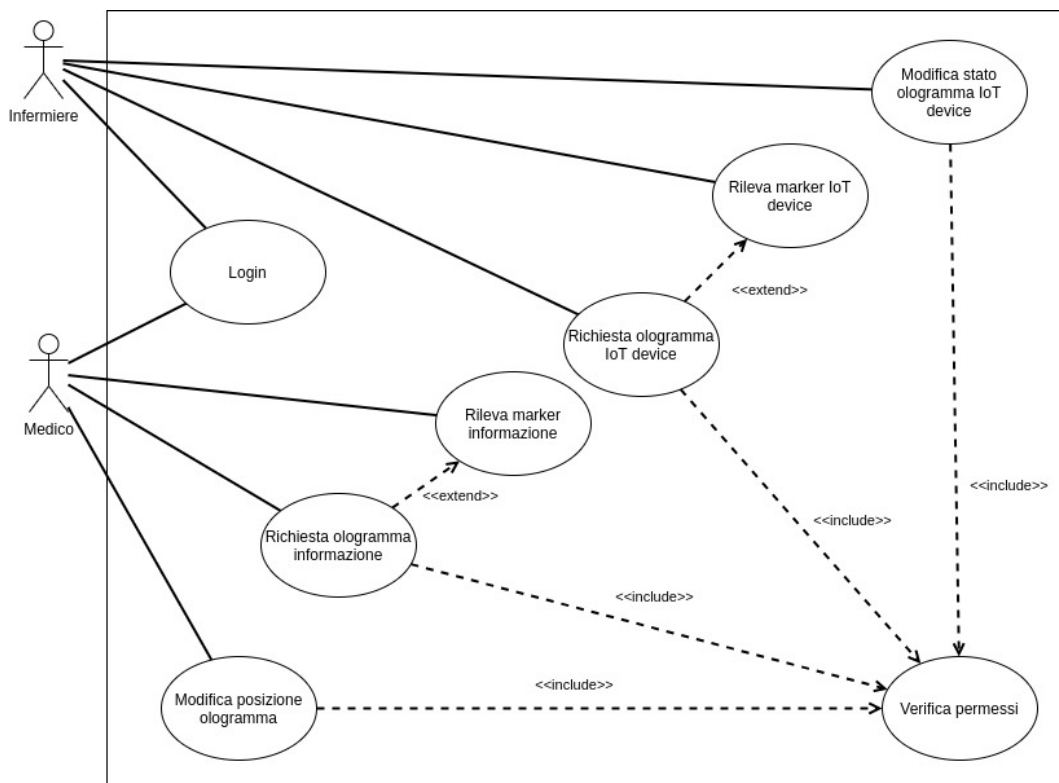 Infermiere
Modifica stato
ologramma IoT
device
Rileva marker IoT
device
Login
<<extend>>
Richiesta ologramma
IoT device
Medico
Rileva marker
informazione
<<extend>>
<<include>>
Richiesta ologramma
informazione
<<include>>
<<include>>
<<include>>
Modifica posizione
ologramma
Verifica permessi